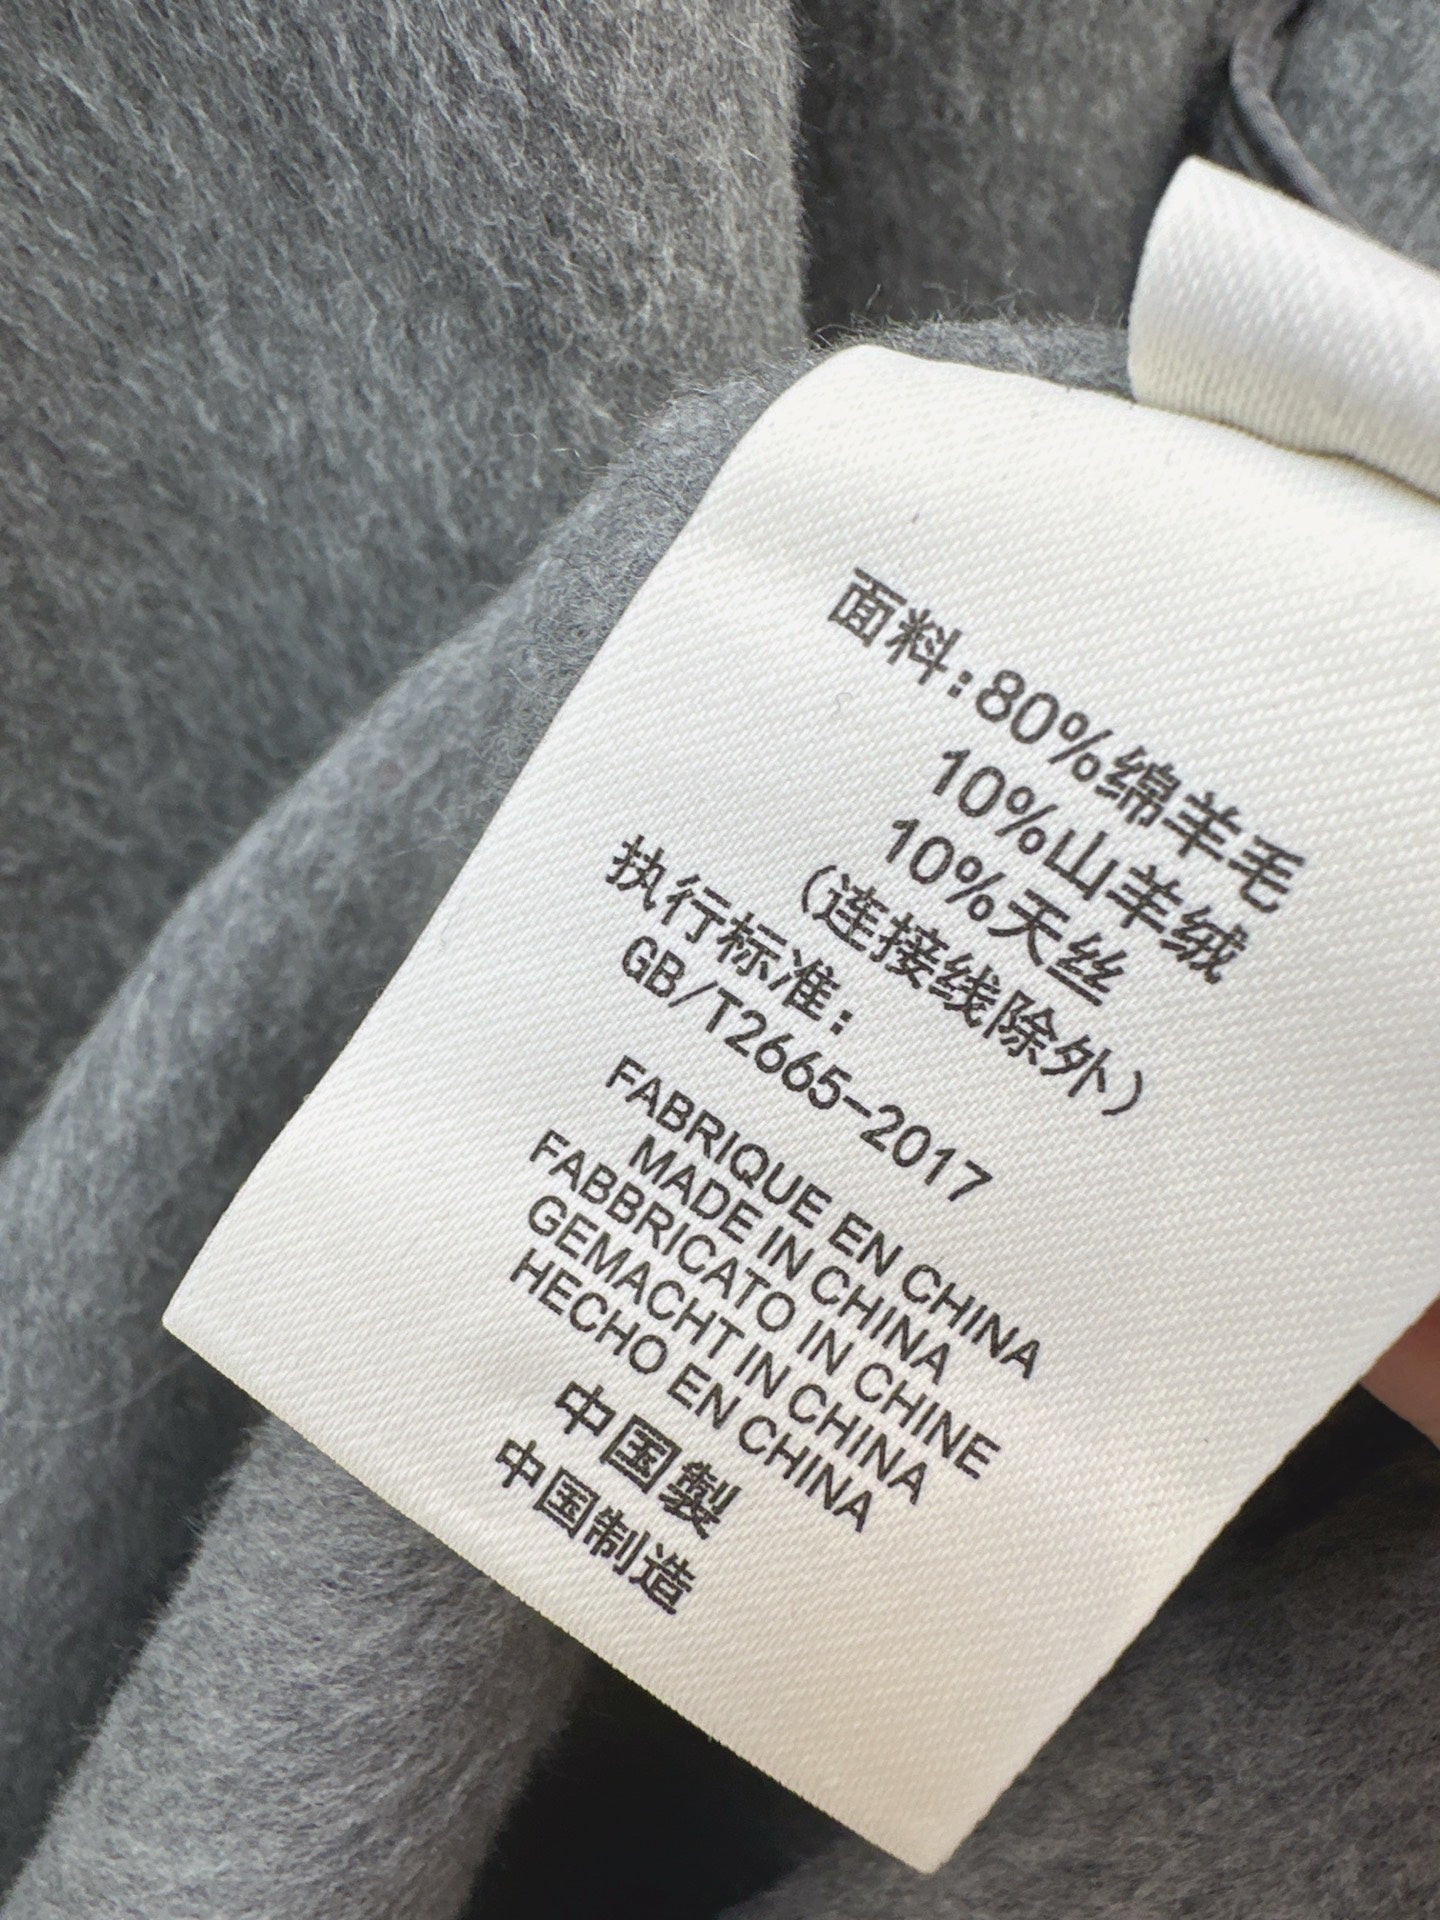 面料:80%绵羊毛
10%山羊绒
10%天丝
(连接线除外)
执行标准:
GB/T2665-2017
FABRIQUE EN CHINA
MADE IN CHINA
FABBRICATO IN CHINE
GEMACHT IN CHINA
HECHO EN CHINA
中国製
中国制造